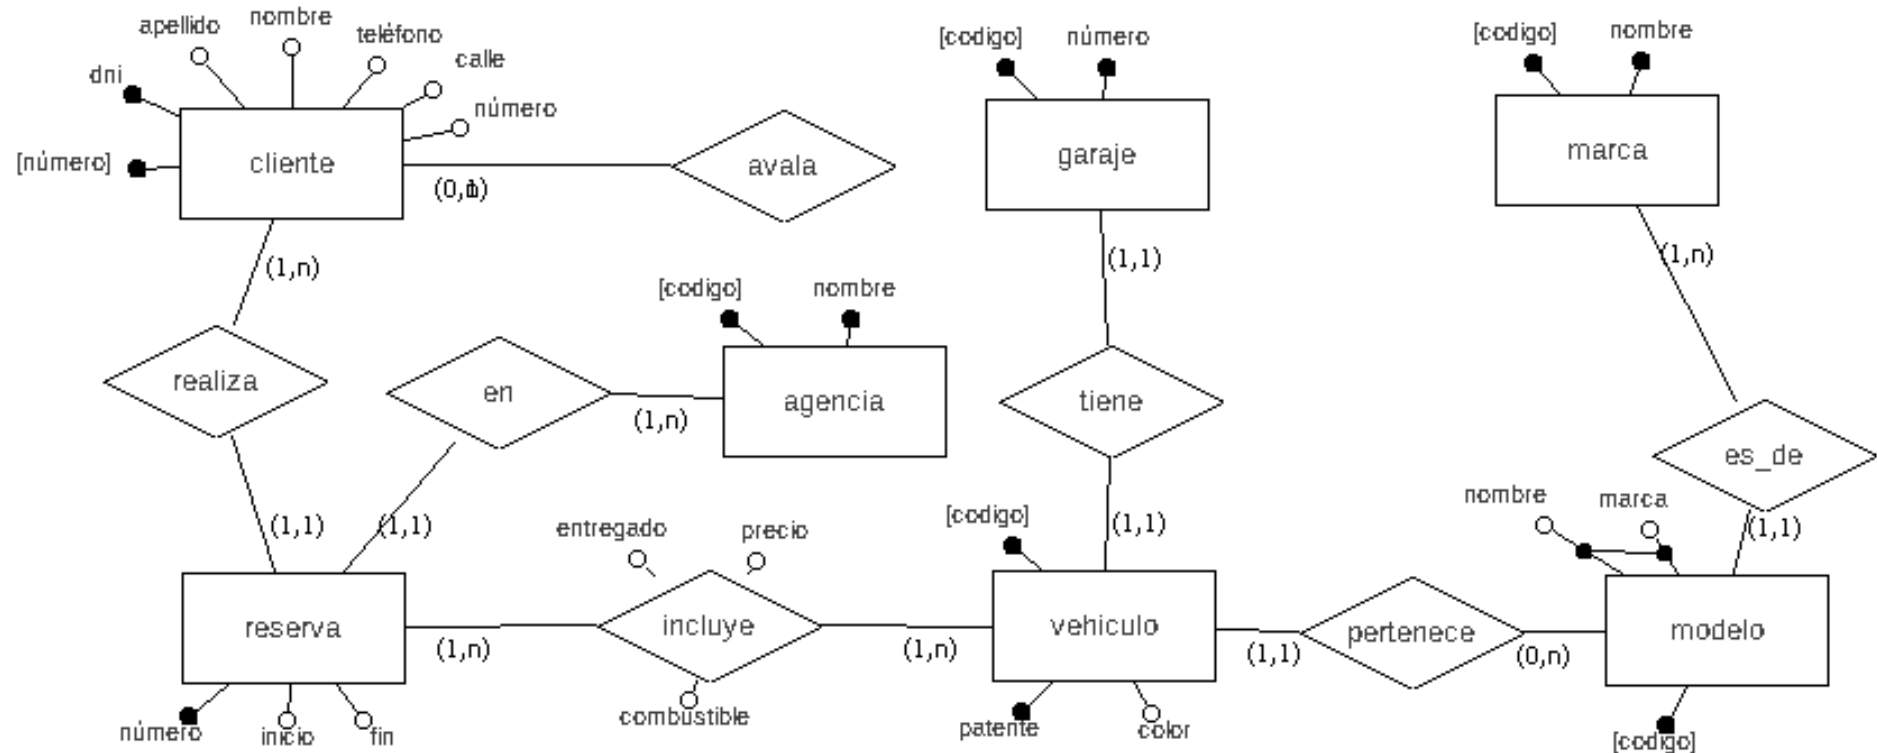 nombre
apellido
teléfono
calle
dni
número
[número]
cliente
avala
[codigo]
número
garaje
[codigo]
nombre
marca
(1,n)
(1,1)
(1,n)
[codigo]
nombre
realiza
en
agencia
(1,n)
tiene
es_de
nombre
marca
(1,1)
(1,1)
(1,1)
(1,1)
entregado
precio
[codigo]
reserva
(1,n)
incluye
(1,n)
vehiculo
(1,1)
pertenece
(0,n)
modelo
combustible
número
inicio
fin
patente
color
[codigo]